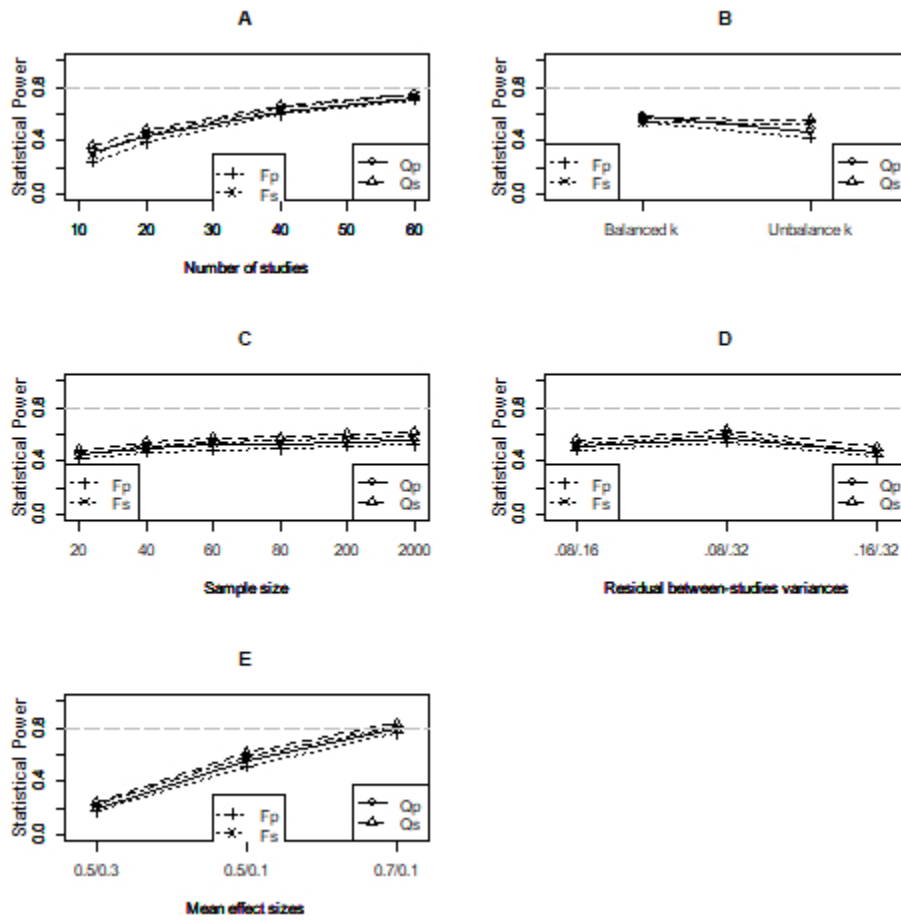 A
Statistical Power
0.0 0.4 0.8
Fp
Fs
Qp
Qs
10 20 30 40 50 60
Number of studies
B
Statistical Power
0.0 0.4 0.8
Fp
Fs
Qp
Qs
Balanced k Unbalance k
C
Statistical Power
0.0 0.4 0.8
Fp
Fs
Qp
Qs
20 40 60 80 200 2000
Sample size
D
Statistical Power
0.0 0.4 0.8
Fp
Fs
Qp
Qs
.08/.16 .08/.32 .16/.32
Residual between-studies variances
E
Statistical Power
0.0 0.4 0.8
Fp
Fs
Qp
Qs
0.5/0.3 0.5/0.1 0.7/0.1
Mean effect sizes